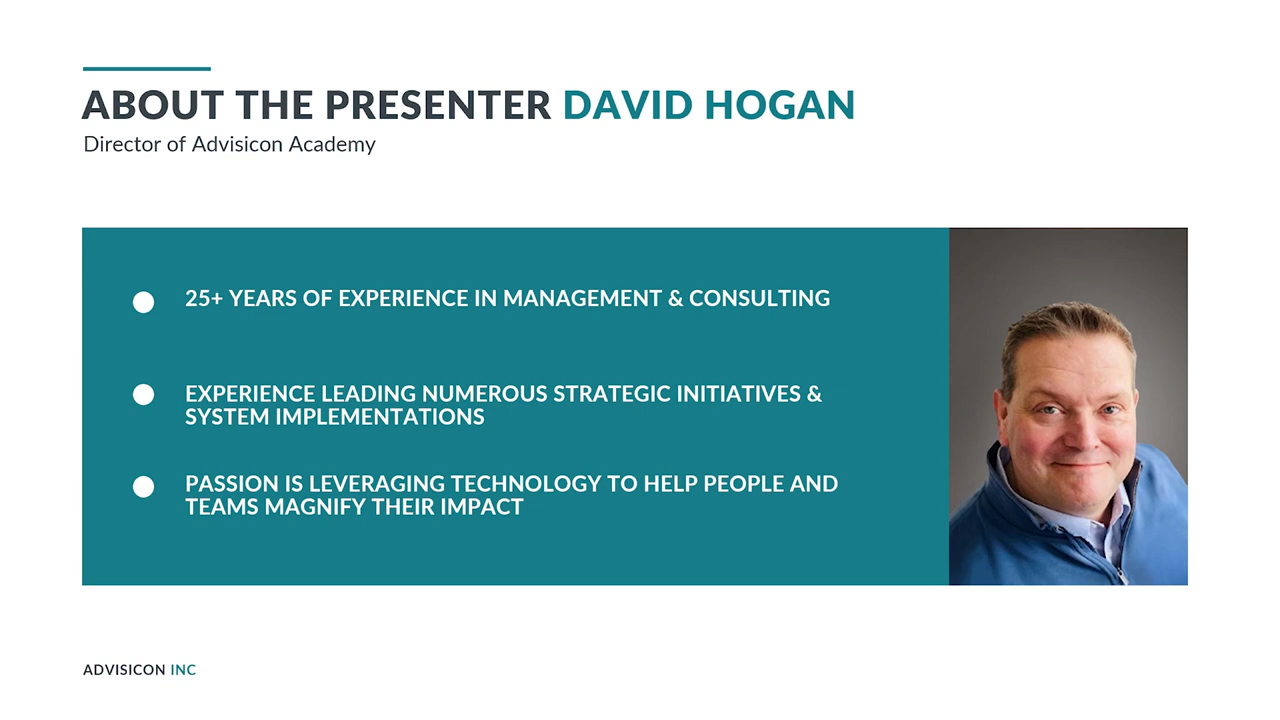 ABOUT THE PRESENTER DAVID HOGAN
Director of Advisicon Academy
25+ YEARS OF EXPERIENCE IN MANAGEMENT & CONSULTING
EXPERIENCE LEADING NUMEROUS STRATEGIC INITIATIVES &
SYSTEM IMPLEMENTATIONS
PASSION IS LEVERAGING TECHNOLOGY TO HELP PEOPLE AND
TEAMS MAGNIFY THEIR IMPACT
ADVISICON INC